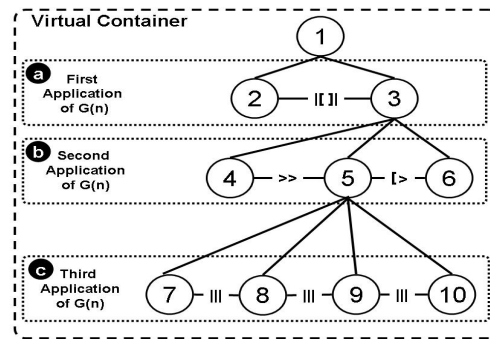 Virtual Container
1
a
First
Application
of G(n)
2 |[ ]| 3
b
Second
Application
of G(n)
4 >> 5 [> 6
c
Third
Application
of G(n)
7 ||| 8 ||| 9 ||| 10